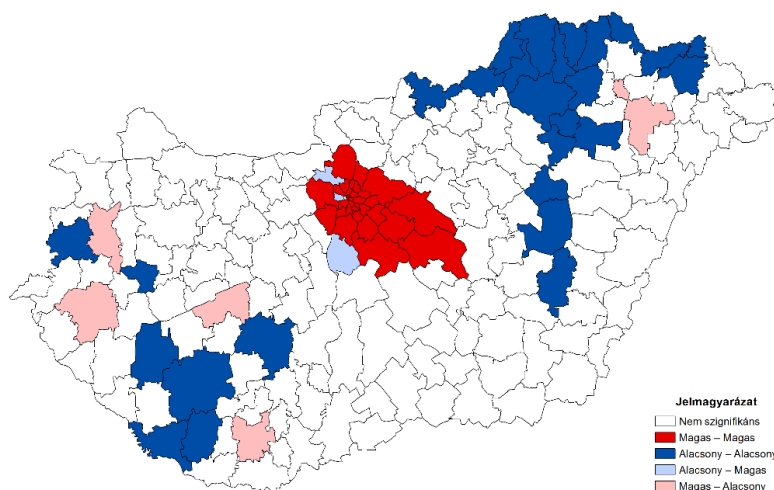 Jelmagyarázat
Nem szignifikáns
Magas – Magas
Alacsony – Alacsony
Alacsony – Magas
Magas – Alacsony